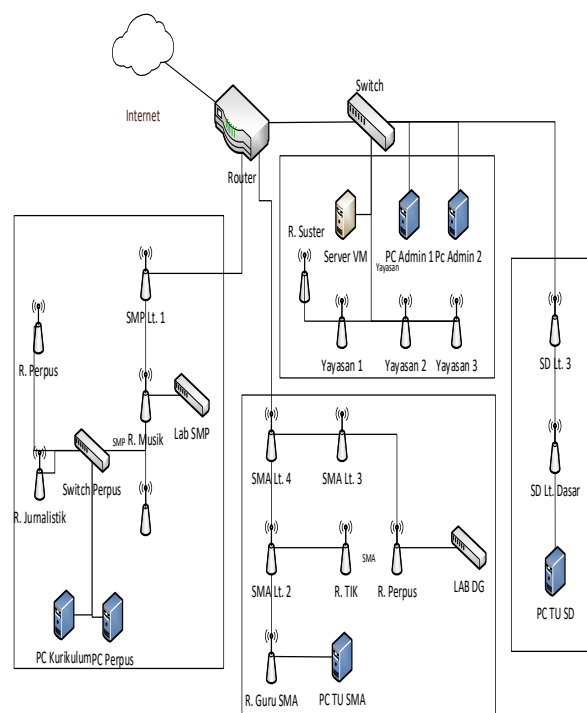 Internet
Router
Switch
R. Suster
Server VM
PC Admin 1
Pc Admin 2
Yayasan
Yayasan 1
Yayasan 2
Yayasan 3
SMP Lt. 1
R. Perpus
R. Musik
Lab SMP
SMP
Switch Perpus
R. Jurnalistik
PC Kurikulum
PC Perpus
SMA Lt. 4
SMA Lt. 3
SMA Lt. 2
R. TIK
SMA
R. Perpus
LAB DG
R. Guru SMA
PC TU SMA
SD Lt. 3
SD Lt. Dasar
PC TU SD